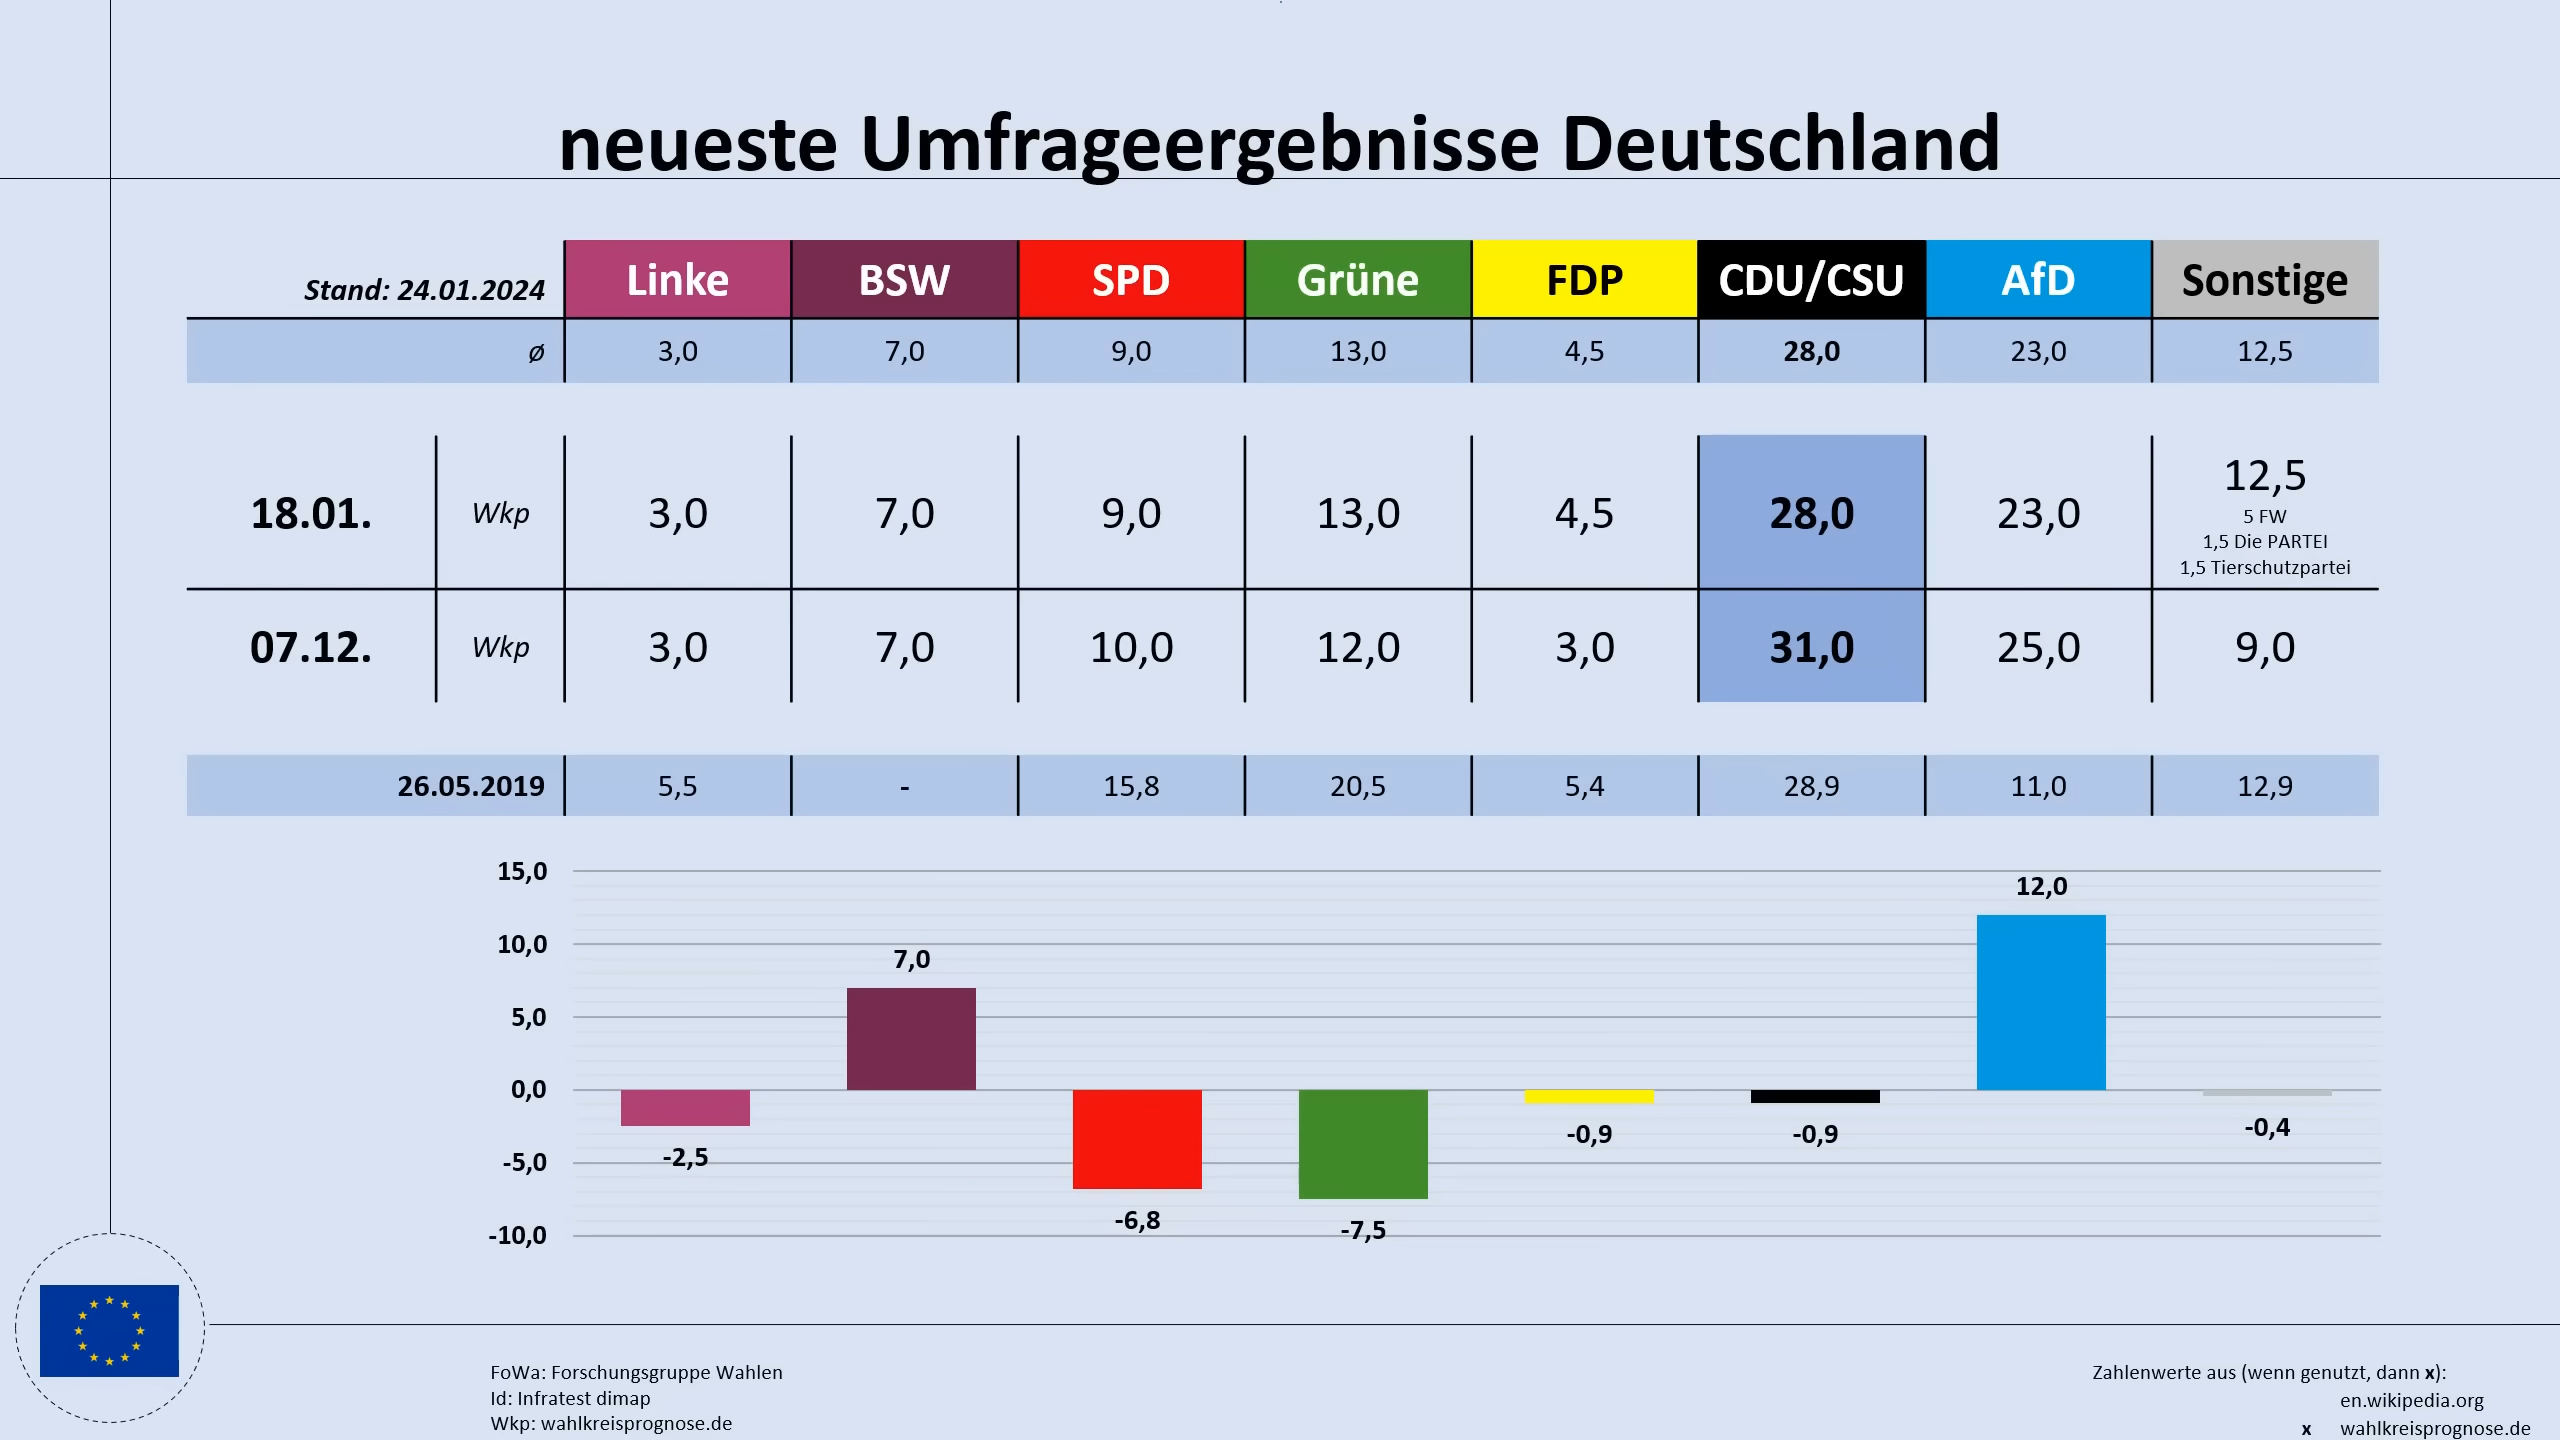 neueste Umfrageergebnisse Deutschland
Stand: 24.01.2024 Linke BSW SPD Grüne FDP CDU/CSU AfD Sonstige
ø 3,0 7,0 9,0 13,0 4,5 28,0 23,0 12,5
18.01. Wkp 3,0 7,0 9,0 13,0 4,5 28,0 23,0 12,5
5 FW
1,5 Die PARTEI
1,5 Tierschutzpartei
07.12. Wkp 3,0 7,0 10,0 12,0 3,0 31,0 25,0 9,0
26.05.2019 5,5 - 15,8 20,5 5,4 28,9 11,0 12,9
15,0
12,0
10,0
7,0
5,0
0,0
-0,4
-0,9 -0,9
-2,5
-5,0
-6,8
-7,5
-10,0
FoWa: Forschungsgruppe Wahlen
Id: Infratest dimap
Wkp: wahlkreisprognose.de
Zahlenwerte aus (wenn genutzt, dann x):
en.wikipedia.org
x wahlkreisprognose.de